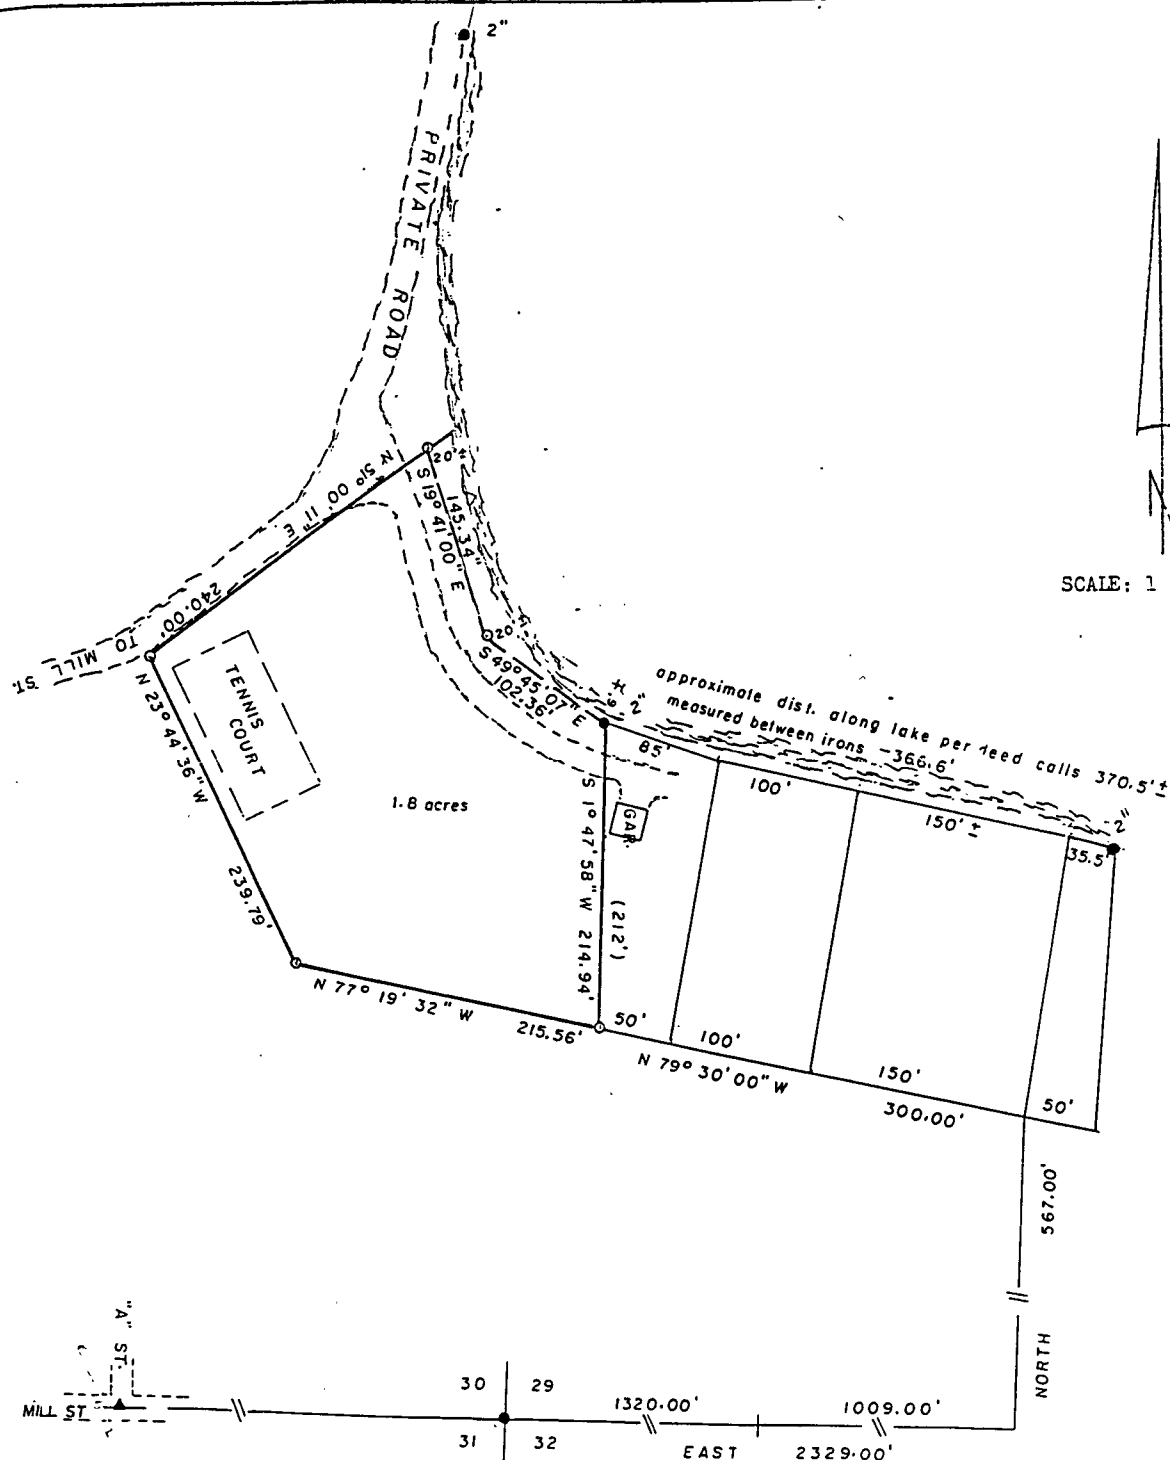 2"
PRIVATE ROAD
N 51° 00' 11" E
240.00'
20'±
S 19° 41' 00" E
145.34"
TO MILL ST.
SCALE: 1
20'±
S 49° 45' 07" E
102.36'
TENNIS
COURT
N 23° 44' 36" W
239.79'
2"
approximate dist. along lake per deed calls 370.5'±
measured between irons -366.6'
85'
100'
150'±
2"
35.5'
1.8 acres
GAR.
S 1° 47' 58" W 214.94'
(212')
N 77° 19' 32" W
215.56'
50'
100'
N 79° 30' 00" W
150'
300.00'
50'
567.00'
NORTH
"A" ST.
MILL ST
30 29
31 32
1320.00'
1009.00'
EAST 2329.00'